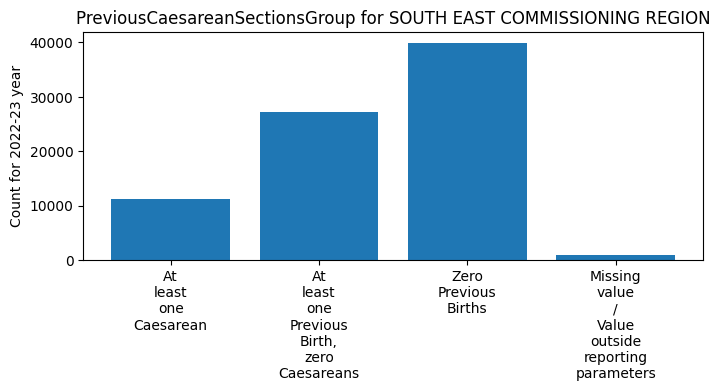 PreviousCaesareanSectionsGroup for SOUTH EAST COMMISSIONING REGION
Count for 2022-23 year
40000
30000
20000
10000
0
At
least
one
Caesarean
At
least
one
Previous
Birth,
zero
Caesareans
Zero
Previous
Births
Missing
value
/
Value
outside
reporting
parameters